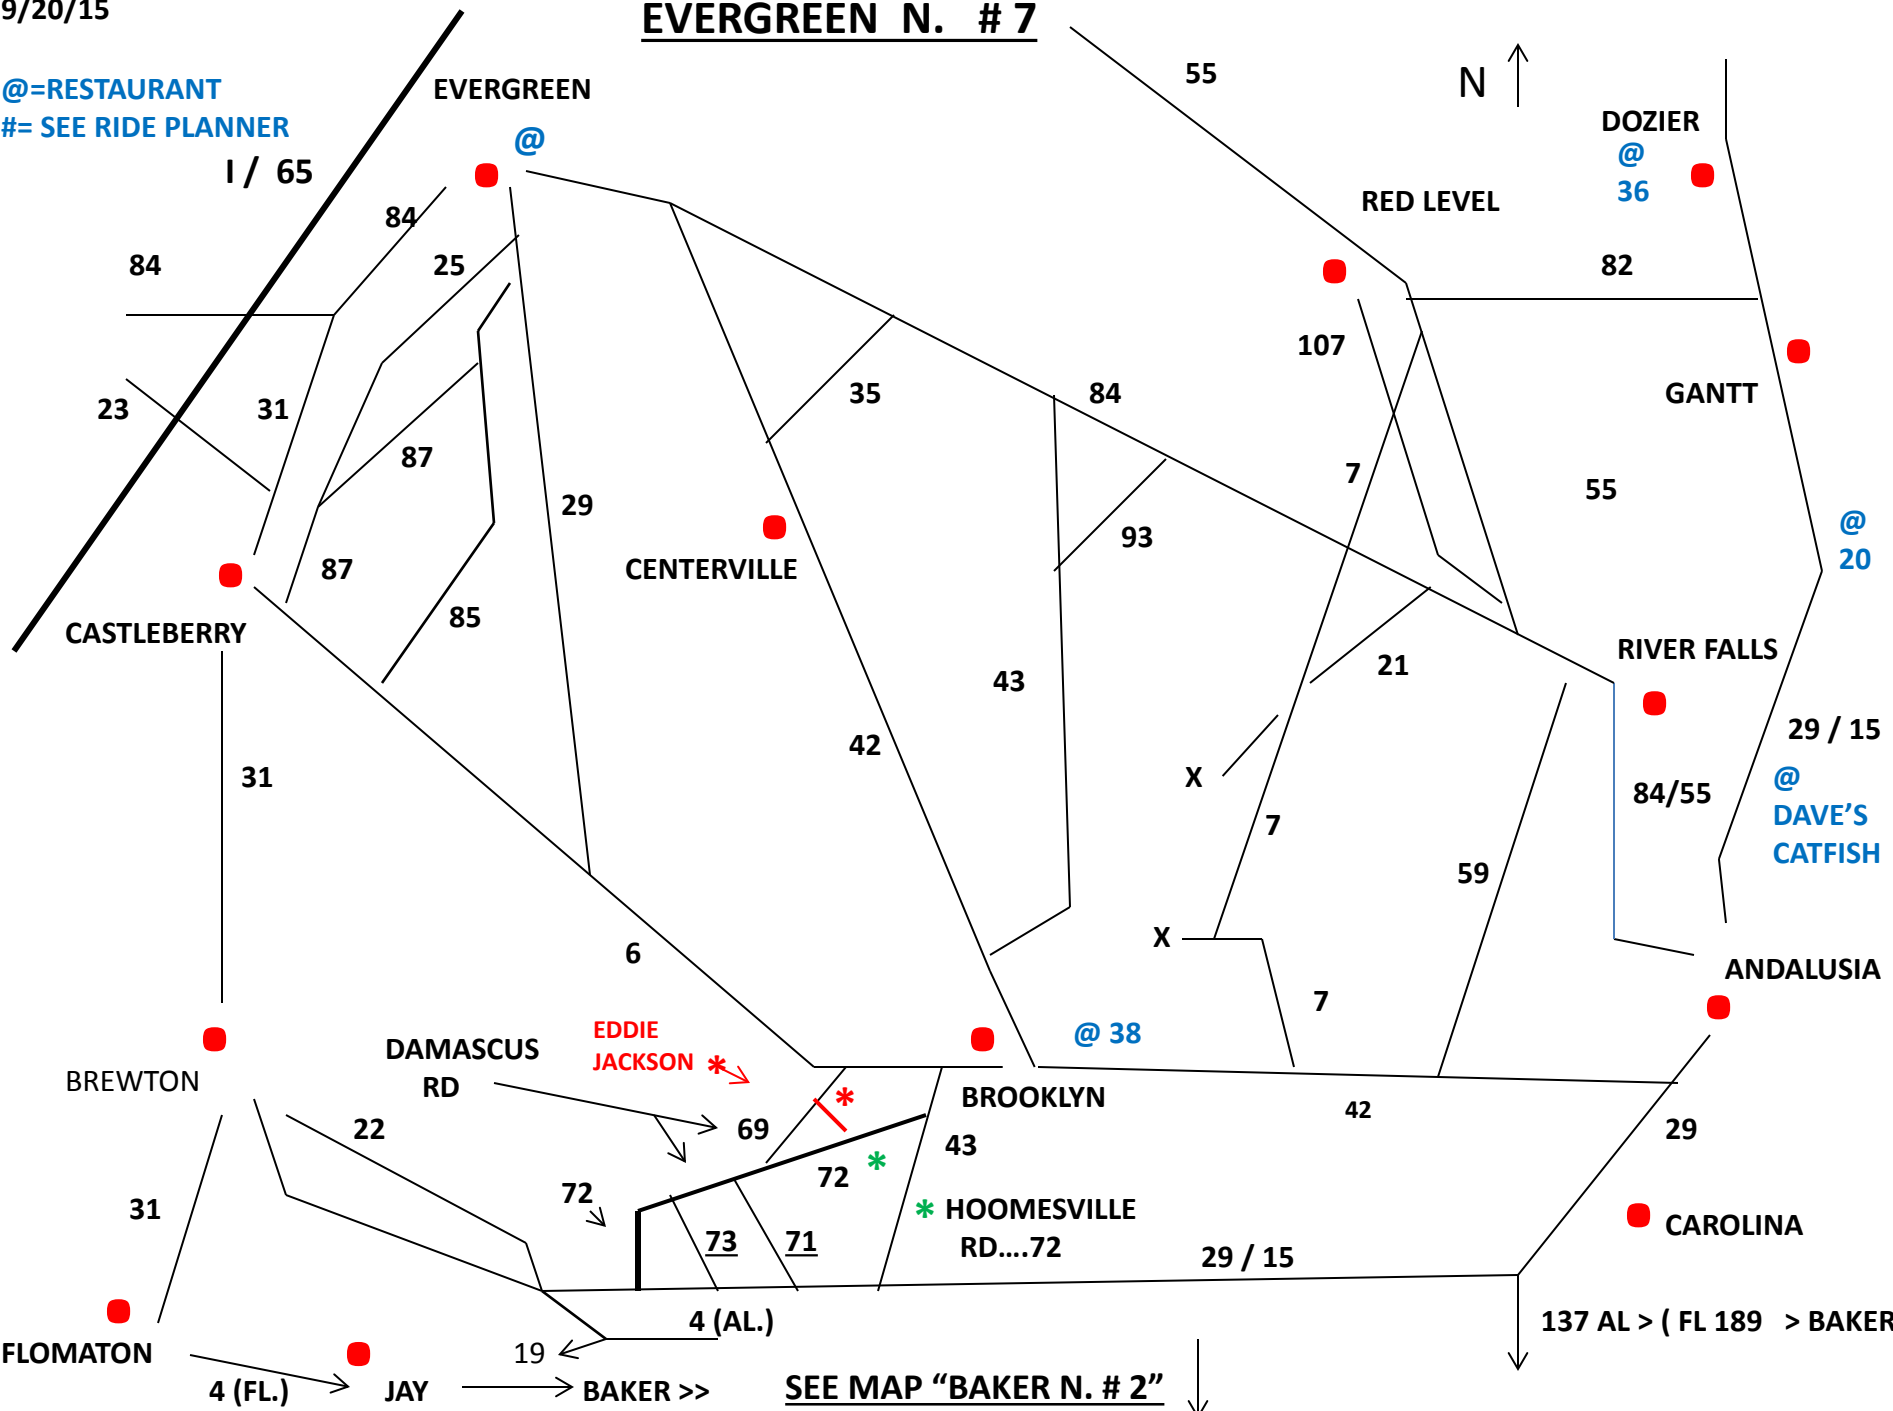 9/20/15
EVERGREEN N. # 7
@=RESTAURANT
#= SEE RIDE PLANNER
I / 65
EVERGREEN
@
55
N
DOZIER
@
36
RED LEVEL
84
84
25
82
107
GANTT
23
31
87
35
84
7
55
29
93
@
20
CENTERVILLE
87
CASTLEBERRY
85
43
21
RIVER FALLS
42
29 / 15
31
X
84/55
@
DAVE'S
CATFISH
7
59
6
X
ANDALUSIA
7
EDDIE
JACKSON *
@ 38
DAMASCUS
RD
BREWTON
*
BROOKLYN
42
22
69
43
29
72
*
31
72
* HOOMESVILLE
RD....72
CAROLINA
73
71
29 / 15
4 (AL.)
137 AL > ( FL 189 > BAKER
FLOMATON
19
4 (FL.)
JAY
BAKER >>
SEE MAP “BAKER N. # 2”